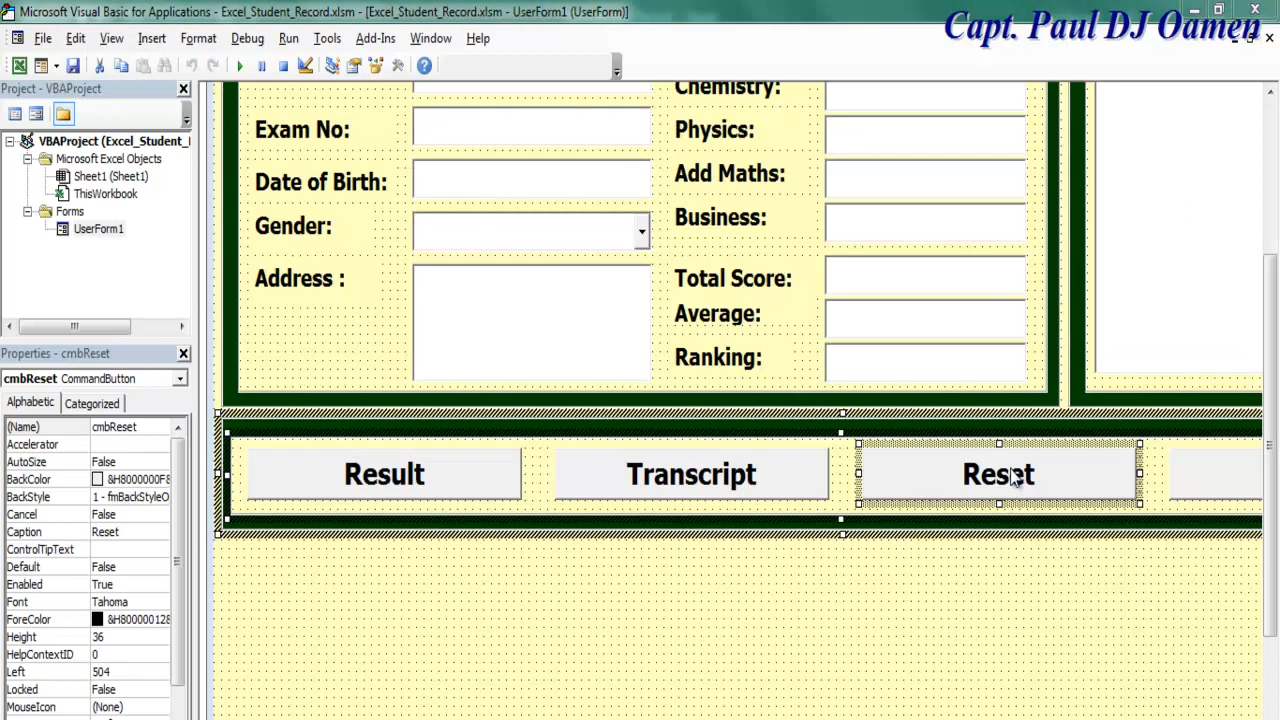 Microsoft Visual Basic for Applications - Excel_Student_Record.xlsm - [Excel_Student_Record.xlsm - UserForm1 (UserForm)]
Capt. Paul DJ Oamen
File Edit View Insert Format Debug Run Tools Add-Ins Window Help
Project - VBAProject
VBAProject (Excel_Student_
Microsoft Excel Objects
Sheet1 (Sheet1)
ThisWorkbook
Forms
UserForm1
Properties - cmbReset
cmbReset CommandButton
Alphabetic Categorized
(Name) cmbReset
Accelerator
AutoSize False
BackColor &H8000000F&
BackStyle 1 - fmBackStyleO
Cancel False
Caption Reset
ControlTipText
Default False
Enabled True
Font Tahoma
ForeColor &H80000012&
Height 36
HelpContextID 0
Left 504
Locked False
MouseIcon (None)
Chemistry:
Exam No: Physics:
Date of Birth: Add Maths:
Gender: Business:
Address : Total Score:
Average:
Ranking:
Result Transcript Reset